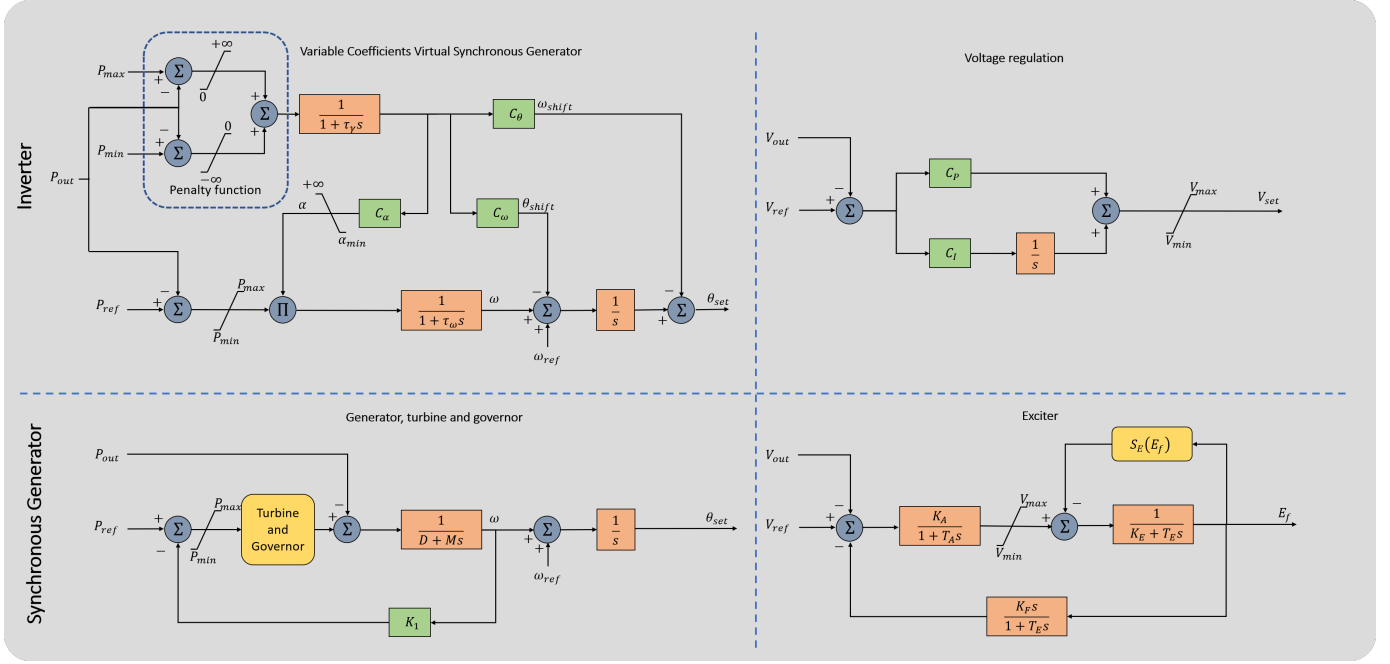 Inverter
Variable Coefficients Virtual Synchronous Generator
+∞
P_max
+
Σ
−
0
+
Σ
+
1
1 + τ_γ s
C_θ
ω_shift
0
−
+
P_min
Σ
−∞
Penalty function
P_out
+∞
α
α_min
C_α
C_ω
θ_shift
P_ref
−
+
Σ
P_max
P_min
Π
1
1 + τ_ω s
ω
−
+
+
Σ
ω_ref
1
s
−
+
Σ
θ_set
Voltage regulation
V_out
V_ref
−
+
Σ
C_P
C_I
1
s
+
+
Σ
V_max
V_min
V_set
Synchronous Generator
Generator, turbine and governor
P_out
P_ref
+
−
Σ
P_max
P_min
Turbine
and
Governor
−
+
Σ
1
D + Ms
ω
+
+
Σ
ω_ref
1
s
θ_set
K_1
Exciter
S_E(E_f)
V_out
V_ref
−
+
−
Σ
K_A
1 + T_A s
V_max
V_min
−
+
Σ
1
K_E + T_E s
E_f
K_F s
1 + T_E s